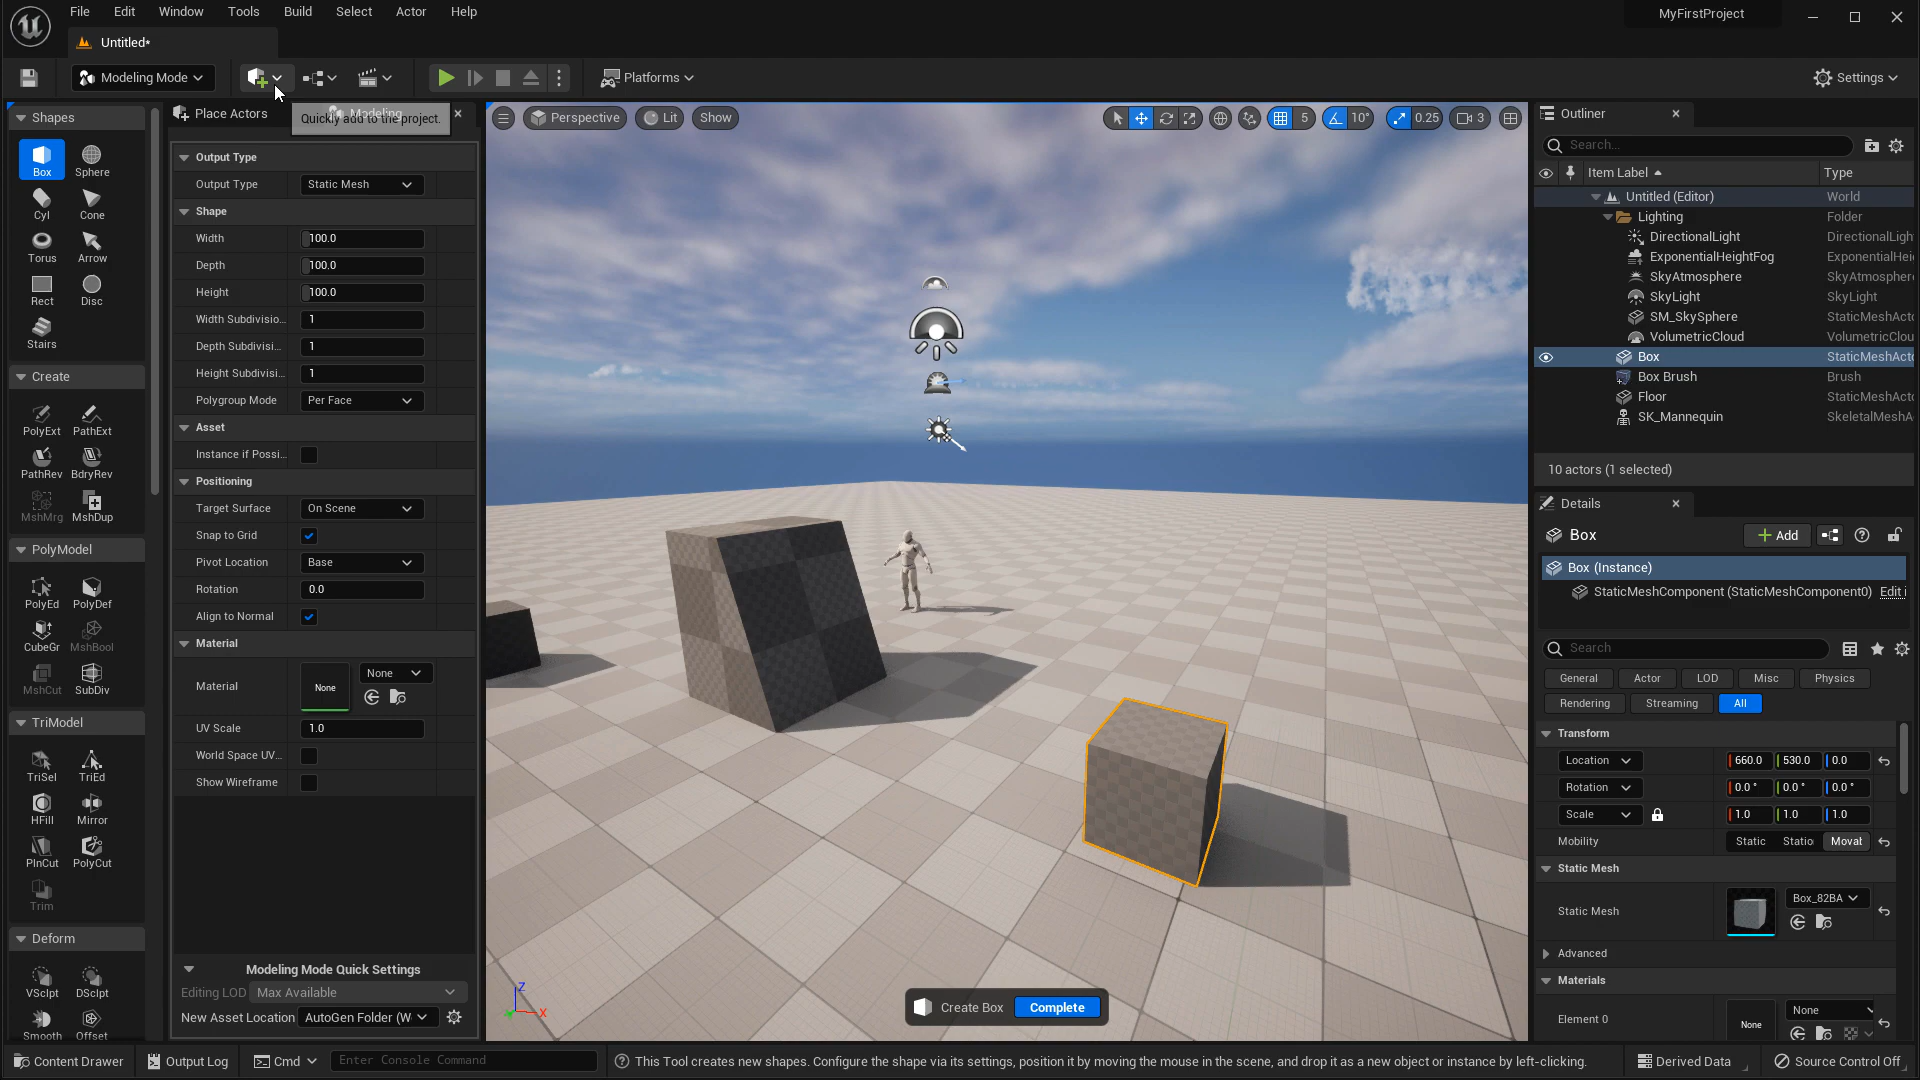 File Edit Window Tools Build Select Actor Help
MyFirstProject
Untitled*
Modeling Mode
Platforms
Settings
Shapes
Box Sphere
Cyl Cone
Torus Arrow
Rect Disc
Stairs
Create
PolyExt PathExt
PathRev BdryRev
MshMrg MshDup
PolyModel
PolyEd PolyDef
CubeGr MshBool
MshCut SubDiv
TriModel
TriSel TriEd
HFill Mirror
PlnCut PolyCut
Trim
Deform
VSclpt DSclpt
Smooth Offset
Place Actors
Modeling
Quickly add to the project.
Output Type
Output Type Static Mesh
Shape
Width 100.0
Depth 100.0
Height 100.0
Width Subdivisio... 1
Depth Subdivisi... 1
Height Subdivisi... 1
Polygroup Mode Per Face
Asset
Instance if Possi...
Positioning
Target Surface On Scene
Snap to Grid
Pivot Location Base
Rotation 0.0
Align to Normal
Material
Material None None
UV Scale 1.0
World Space UV...
Show Wireframe
Modeling Mode Quick Settings
Editing LOD Max Available
New Asset Location AutoGen Folder (W
Perspective Lit Show
5 10° 0.25 3
Z
X
Create Box Complete
Outliner
Search...
Item Label Type
Untitled (Editor) World
Lighting Folder
DirectionalLight DirectionalLigh
ExponentialHeightFog ExponentialHei
SkyAtmosphere SkyAtmosphere
SkyLight SkyLight
SM_SkySphere StaticMeshActo
VolumetricCloud VolumetricClou
Box StaticMeshActo
Box Brush Brush
Floor StaticMeshActo
SK_Mannequin SkeletalMeshA
10 actors (1 selected)
Details
Box Add
Box (Instance)
StaticMeshComponent (StaticMeshComponent0) Edit i
Search
General Actor LOD Misc Physics
Rendering Streaming All
Transform
Location 660.0 530.0 0.0
Rotation 0.0 ° 0.0 ° 0.0 °
Scale 1.0 1.0 1.0
Mobility Static Statio Moval
Static Mesh
Static Mesh Box_82BA
Advanced
Materials
Element 0 None None
Content Drawer Output Log Cmd Enter Console Command
This Tool creates new shapes. Configure the shape via its settings, position it by moving the mouse in the scene, and drop it as a new object or instance by left-clicking.
Derived Data Source Control Off